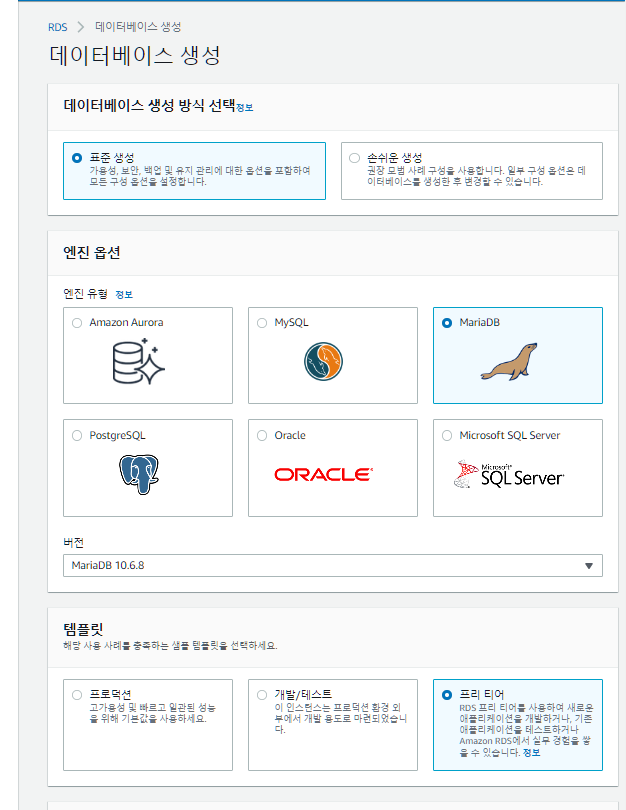 RDS > 데이터베이스 생성
데이터베이스 생성
데이터베이스 생성 방식 선택 정보
표준 생성
가용성, 보안, 백업 및 유지 관리에 대한 옵션을 포함하여
모든 구성 옵션을 설정합니다.
손쉬운 생성
권장 모범 사례 구성을 사용합니다. 일부 구성 옵션은 데
이터베이스를 생성한 후 변경할 수 있습니다.
엔진 옵션
엔진 유형 정보
Amazon Aurora
MySQL
MariaDB
PostgreSQL
Oracle
ORACLE
Microsoft SQL Server
Microsoft
SQL Server
버전
MariaDB 10.6.8
템플릿
해당 사용 사례를 충족하는 샘플 템플릿을 선택하세요.
프로덕션
고가용성 및 빠르고 일관된 성능
을 위해 기본값을 사용하세요.
개발/테스트
이 인스턴스는 프로덕션 환경 외
부에서 개발 용도로 마련되었습니
다.
프리 티어
RDS 프리 티어를 사용하여 새로운
애플리케이션을 개발하거나, 기존
애플리케이션을 테스트하거나
Amazon RDS에서 실무 경험을 쌓
을 수 있습니다. 정보